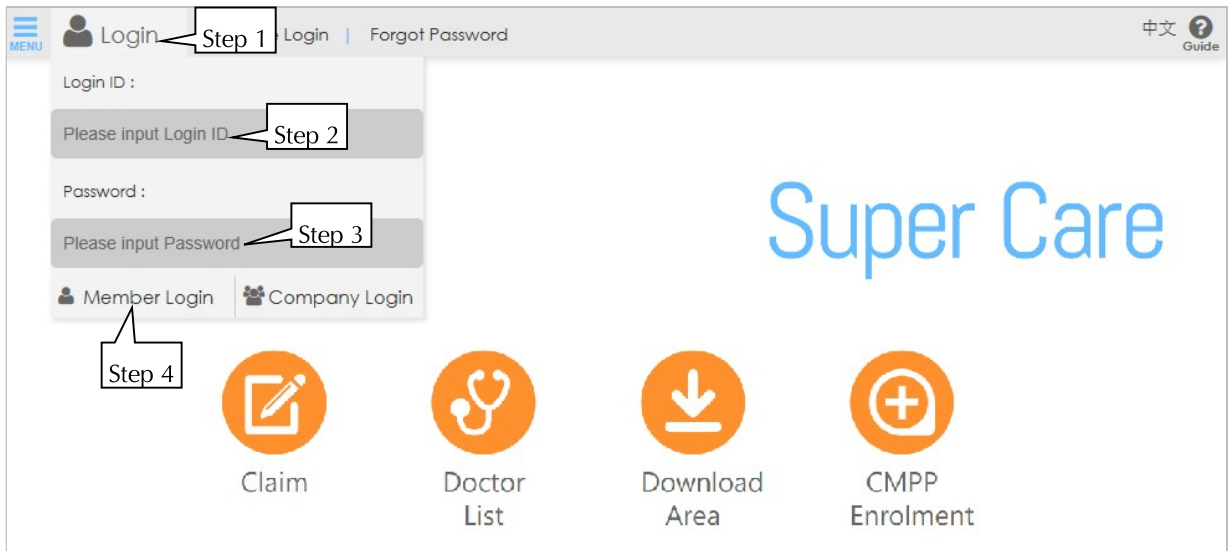 MENU
Login
Step 1
Login | Forgot Password
中文
Guide
Login ID :
Please input Login ID
Step 2
Password :
Please input Password
Step 3
Super Care
Member Login
Company Login
Step 4
Claim
Doctor
List
Download
Area
CMPP
Enrolment